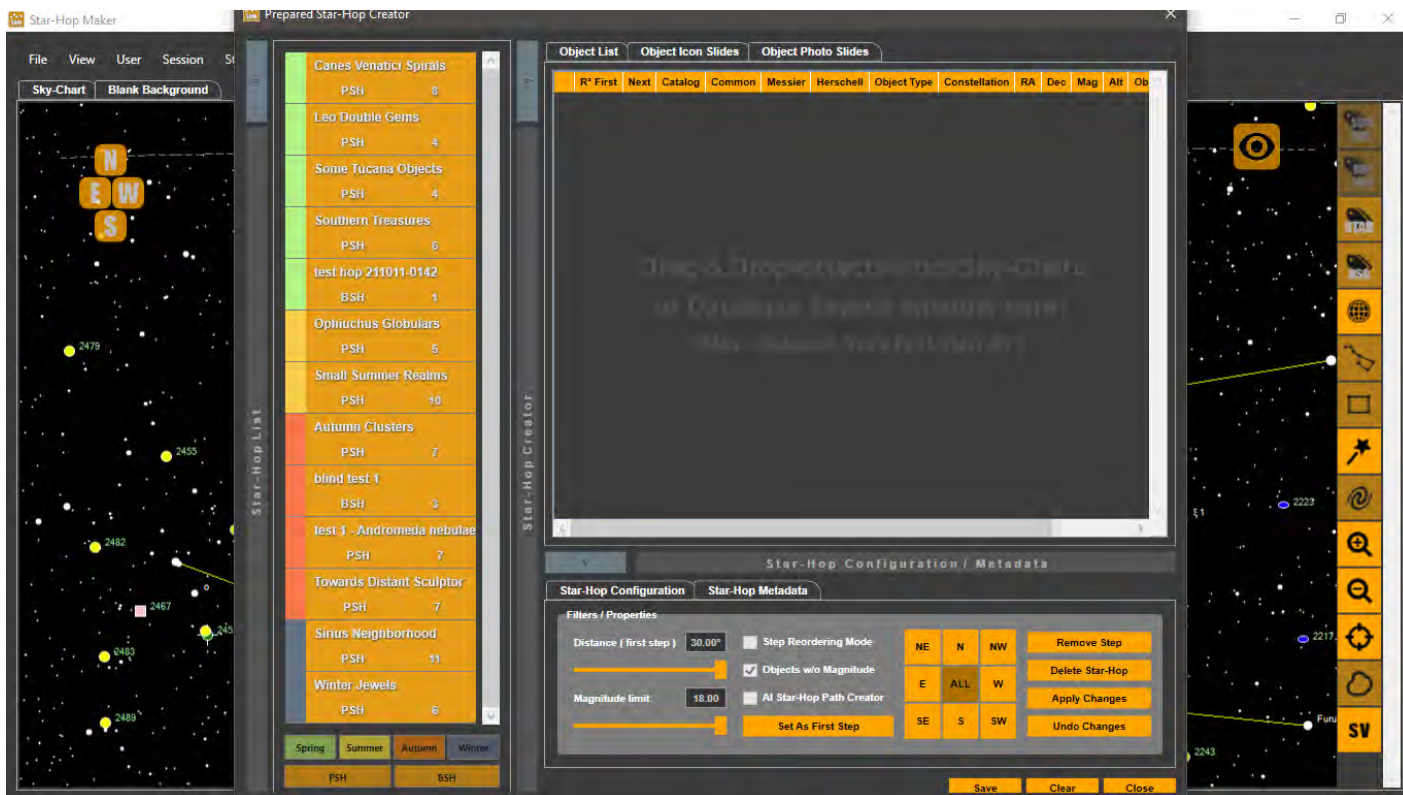 Star-Hop Maker
Prepared Star-Hop Creator
File View User Session
Sky-Chart Blank Background
N
E W
S
2479
2455
2482
2467
2483
2489
Star-Hop List
Canes Venatici Spirals
PSH 8
Leo Double Gems
PSH 4
Some Tucana Objects
PSH 4
Southern Treasures
PSH 6
test hop 211011-0142
BSH 1
Ophiuchus Globulars
PSH 5
Small Summer Realms
PSH 10
Autumn Clusters
PSH 7
blind test 1
BSH 3
test 1 - Andromeda nebulae
PSH 7
Towards Distant Sculptor
PSH 7
Sirius Neighborhood
PSH 11
Winter Jewels
PSH 6
Spring Summer Autumn Winter
PSH BSH
Star-Hop Creator
Object List Object Icon Slides Object Photo Slides
R° First Next Catalog Common Messier Herschell Object Type Constellation RA Dec Mag Alt Ob
Star-Hop Configuration / Metadata
Star-Hop Configuration Star-Hop Metadata
Filters / Properties
Distance ( first step ) 30.00° Step Reordering Mode
Objects w/o Magnitude
Magnitude limit 18.00 AI Star-Hop Path Creator
Set As First Step
NE N NW
E ALL W
SE S SW
Remove Step
Delete Star-Hop
Apply Changes
Undo Changes
Save Clear Close
ξ1
2223
2217
Furu
2243
STAR
SV